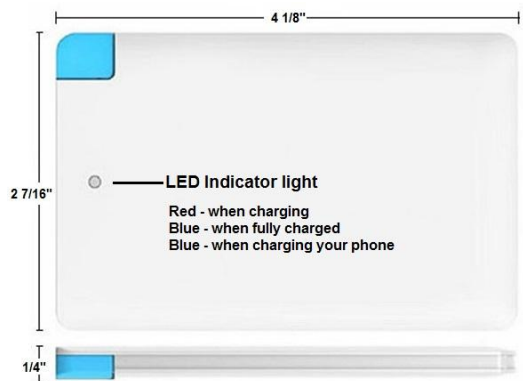 4 1/8"
2 7/16"
LED Indicator light
Red - when charging
Blue - when fully charged
Blue - when charging your phone
1/4"